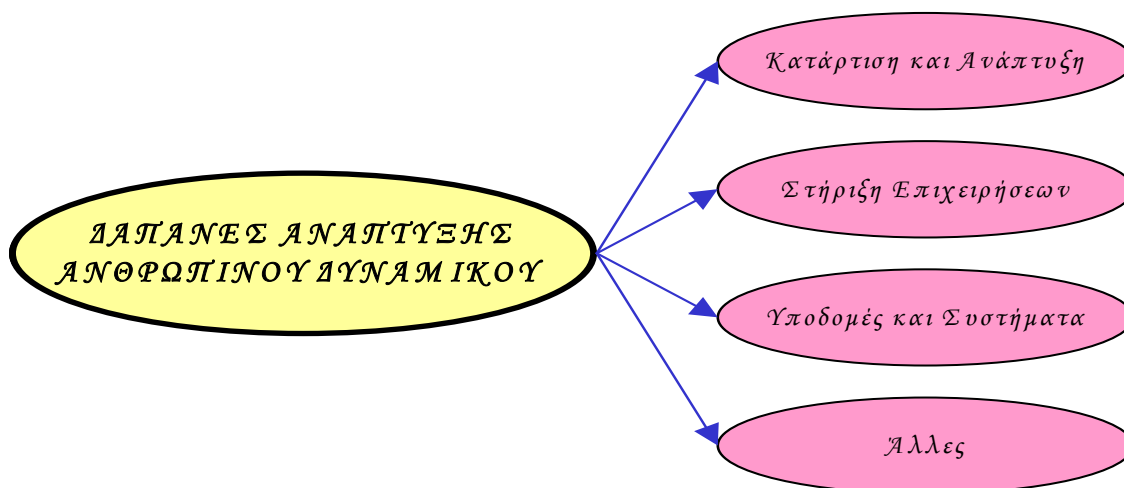 ΔΑΠΑΝΕΣ ΑΝΑΠΤΥΞΗΣ
ΑΝΘΡΩΠΙΝΟΥ ΔΥΝΑΜΙΚΟΥ
Κατάρτιση και Ανάπτυξη
Στήριξη Επιχειρήσεων
Υποδομές και Συστήματα
Άλλες